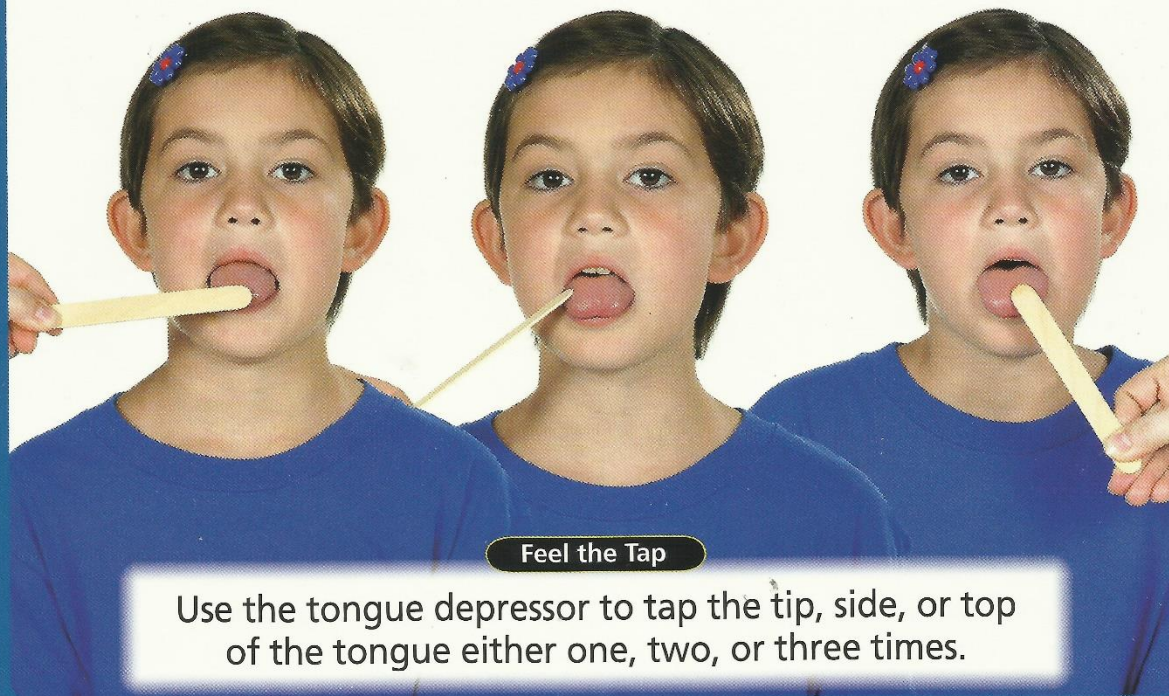 Feel the Tap
Use the tongue depressor to tap the tip, side, or top
of the tongue either one, two, or three times.